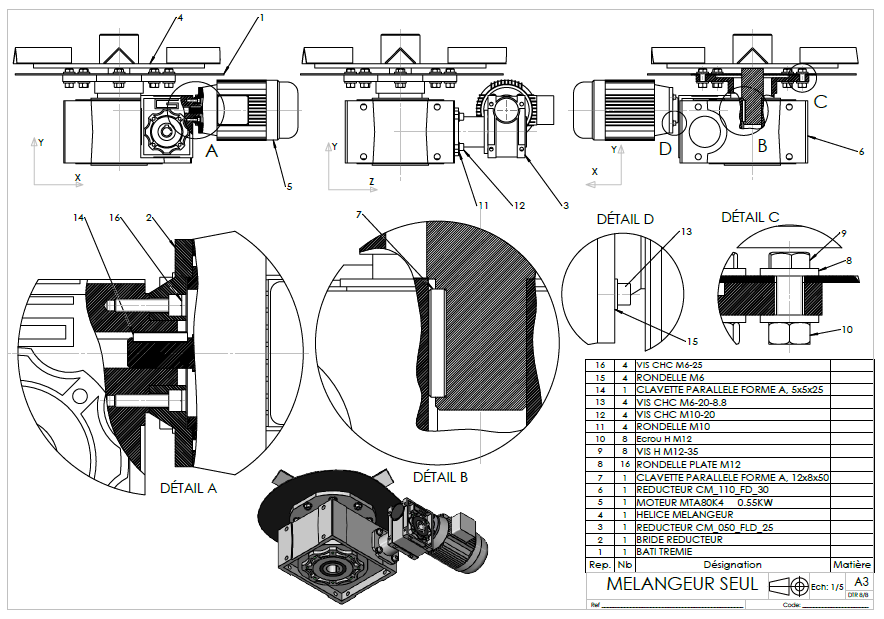 4
1
A
5
Y
X
Y
Z
11
12
3
C
B
D
6
Y
X
14
16
2
7
DÉTAIL D
DÉTAIL C
13
15
9
8
10
DÉTAIL A
DÉTAIL B
16 4 VIS CHC M6-25
15 4 RONDELLE M6
14 1 CLAVETTE PARALLELE FORME A, 5x5x25
13 4 VIS CHC M6-20-8.8
12 4 VIS CHC M10-20
11 4 RONDELLE M10
10 8 Ecrou H M12
9 8 VIS H M12-35
8 16 RONDELLE PLATE M12
7 1 CLAVETTE PARALLELE FORME A, 12x8x50
6 1 REDUCTEUR CM_110_FD_30
5 1 MOTEUR MTA80K4 0.55KW
4 1 HELICE MELANGEUR
3 1 REDUCTEUR CM_050_FLD_25
2 1 BRIDE REDUCTEUR
1 1 BATI TREMIE
Rep. Nb Désignation Matière
MELANGEUR SEUL Ech: 1/5 A3
DTR 8/8
Ref
Code: